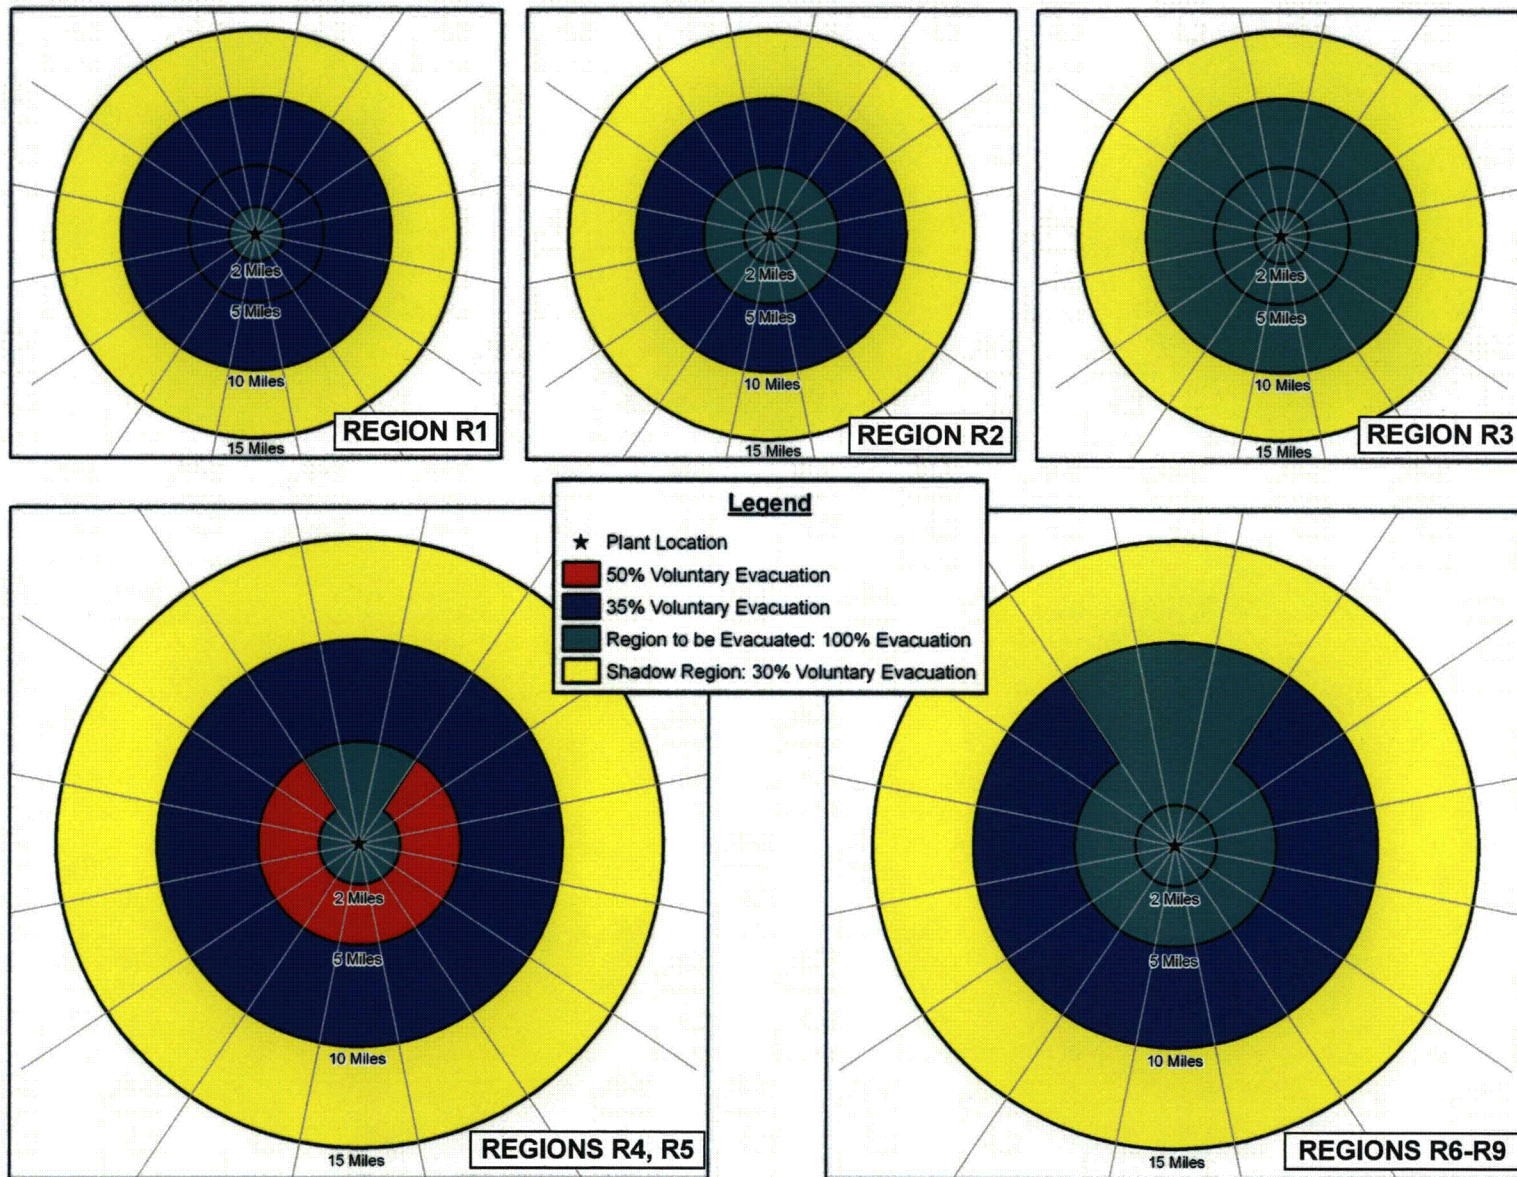 2 Miles
5 Miles
10 Miles
15 Miles
REGION R1
2 Miles
5 Miles
10 Miles
15 Miles
REGION R2
2 Miles
5 Miles
10 Miles
15 Miles
REGION R3
Legend
Plant Location
50% Voluntary Evacuation
35% Voluntary Evacuation
Region to be Evacuated: 100% Evacuation
Shadow Region: 30% Voluntary Evacuation
2 Miles
5 Miles
10 Miles
15 Miles
REGIONS R4, R5
2 Miles
5 Miles
10 Miles
15 Miles
REGIONS R6-R9